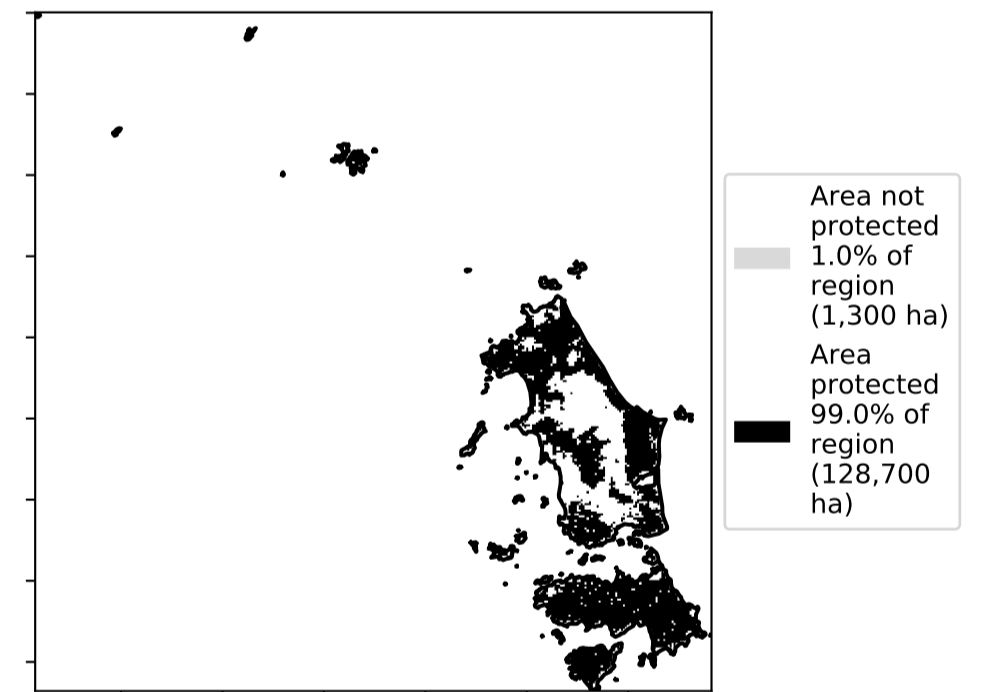 Area not
protected
1.0% of
region
(1,300 ha)
Area
protected
99.0% of
region
(128,700
ha)